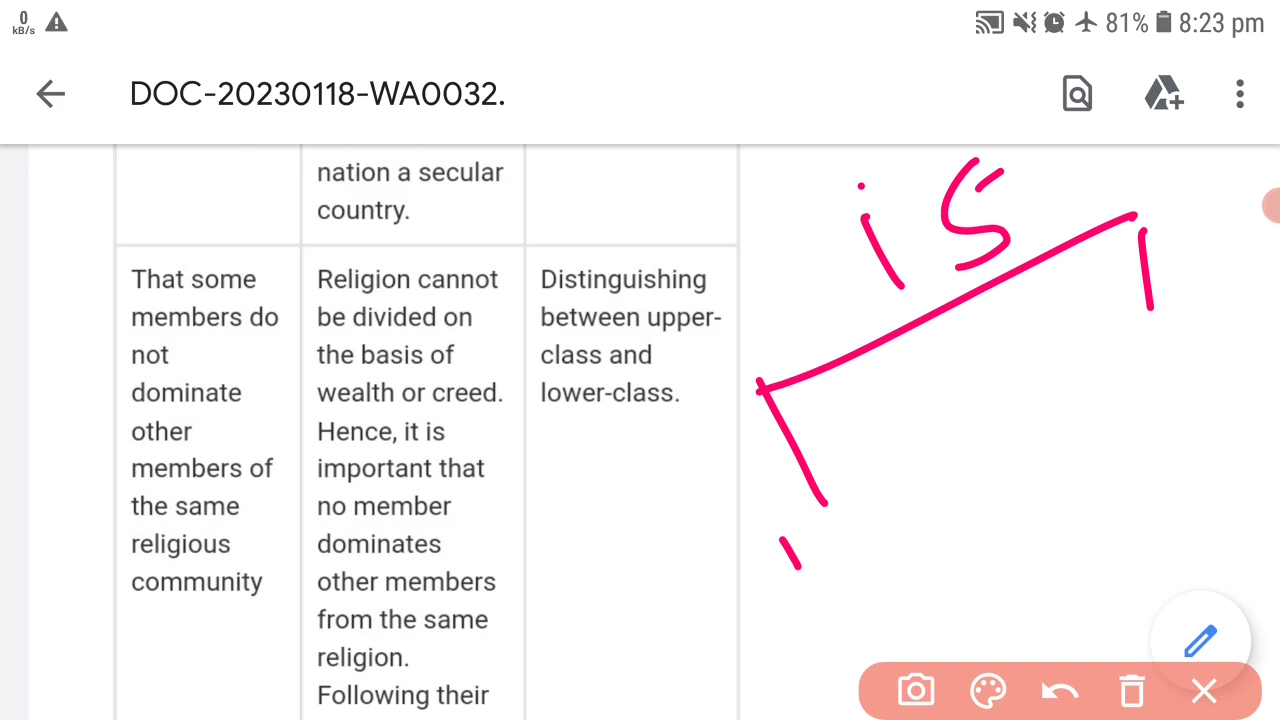 0
kB/s
81% 8:23 pm
DOC-20230118-WA0032.
nation a secular
country.
That some
members do
not
dominate
other
members of
the same
religious
community
Religion cannot
be divided on
the basis of
wealth or creed.
Hence, it is
important that
no member
dominates
other members
from the same
religion.
Following their
Distinguishing
between upper-
class and
lower-class.
is